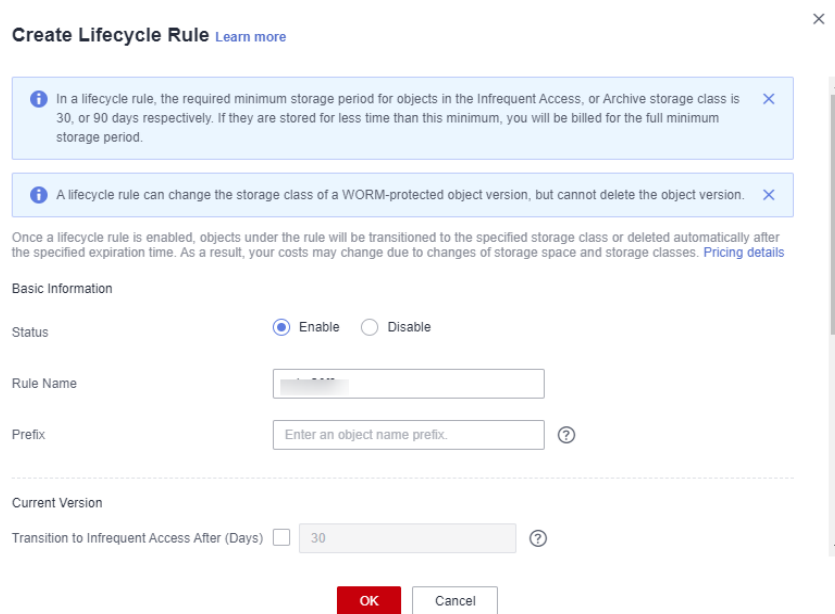 Create Lifecycle Rule Learn more
In a lifecycle rule, the required minimum storage period for objects in the Infrequent Access, or Archive storage class is
30, or 90 days respectively. If they are stored for less time than this minimum, you will be billed for the full minimum
storage period.
A lifecycle rule can change the storage class of a WORM-protected object version, but cannot delete the object version.
Once a lifecycle rule is enabled, objects under the rule will be transitioned to the specified storage class or deleted automatically after
the specified expiration time. As a result, your costs may change due to changes of storage space and storage classes. Pricing details
Basic Information
Status Enable Disable
Rule Name
Prefix Enter an object name prefix.
Current Version
Transition to Infrequent Access After (Days) 30
OK Cancel